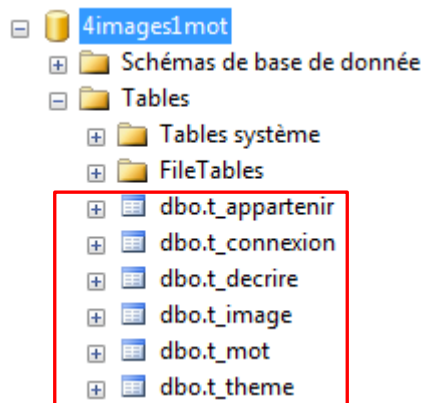 4images1mot
Schémas de base de donnée
Tables
Tables système
FileTables
dbo.t_appartenir
dbo.t_connexion
dbo.t_decrire
dbo.t_image
dbo.t_mot
dbo.t_theme